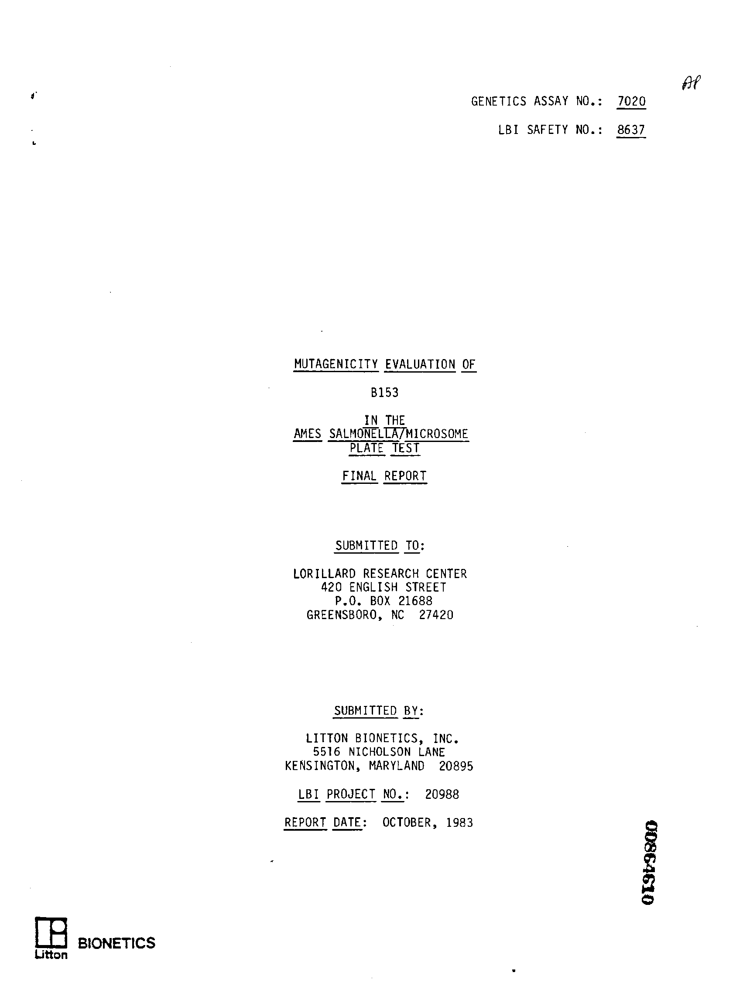 AP
GENETICS ASSAY NO.: 7020
LBI SAFETY NO.: 8637
MUTAGENICITY EVALUATION OF
B153
IN THE
AMES SALMONELLA/MICROSOME
PLATE TEST
FINAL REPORT
SUBMITTED TO:
LORILLARD RESEARCH CENTER
420 ENGLISH STREET
P.O. BOX 21688
GREENSBORO, NC 27420
SUBMITTED BY:
LITTON BIONETICS, INC.
5516 NICHOLSON LANE
KENSINGTON, MARYLAND 20895
LBI PROJECT NO.: 20988
REPORT DATE: OCTOBER, 1983
00864610
BIONETICS
Litton